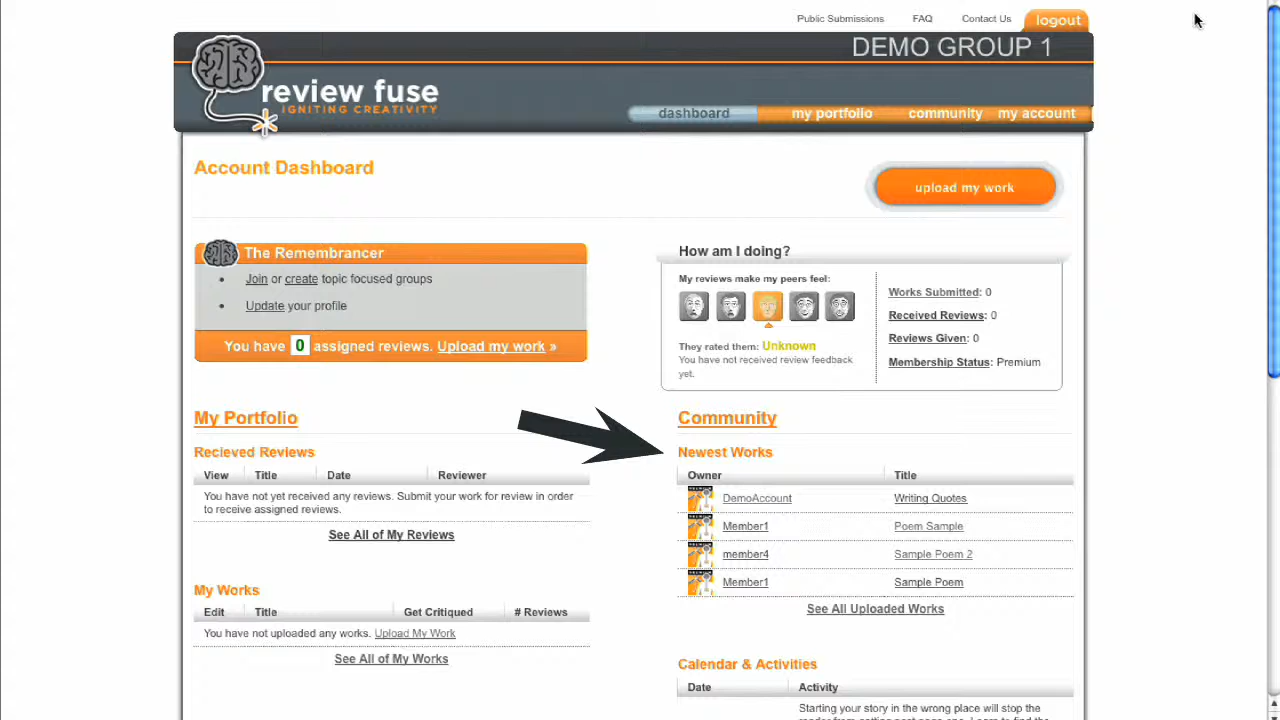 Public Submissions FAQ Contact Us logout
DEMO GROUP 1
review fuse
IGNITING CREATIVITY
dashboard my portfolio community my account
Account Dashboard
upload my work
The Remembrancer
• Join or create topic focused groups
• Update your profile
You have 0 assigned reviews. Upload my work »
How am I doing?
My reviews make my peers feel:
They rated them: Unknown
You have not received review feedback
yet.
Works Submitted: 0
Received Reviews: 0
Reviews Given: 0
Membership Status: Premium
My Portfolio
Recieved Reviews
View Title Date Reviewer
You have not yet received any reviews. Submit your work for review in order
to receive assigned reviews.
See All of My Reviews
My Works
Edit Title Get Critiqued # Reviews
You have not uploaded any works. Upload My Work
See All of My Works
Community
Newest Works
Owner Title
DemoAccount Writing Quotes
Member1 Poem Sample
member4 Sample Poem 2
Member1 Sample Poem
See All Uploaded Works
Calendar & Activities
Date Activity
Starting your story in the wrong place will stop the